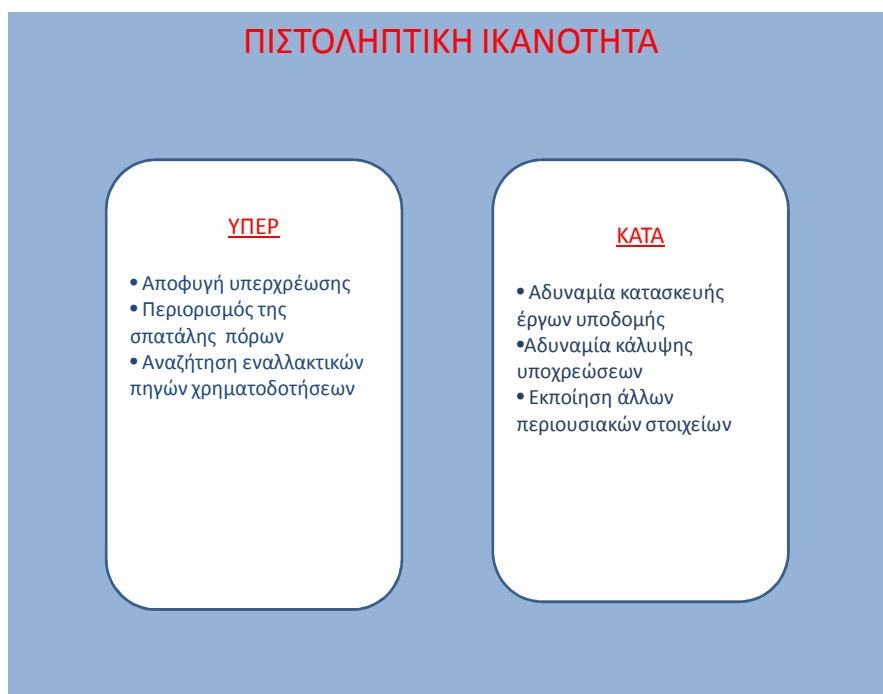 ΠΙΣΤΟΛΗΠΤΙΚΗ ΙΚΑΝΟΤΗΤΑ
ΥΠΕΡ
• Αποφυγή υπερχρέωσης
• Περιορισμός της
σπατάλης πόρων
• Αναζήτηση εναλλακτικών
πηγών χρηματοδοτήσεων
ΚΑΤΑ
• Αδυναμία κατασκευής
έργων υποδομής
•Αδυναμία κάλυψης
υποχρεώσεων
• Εκποίηση άλλων
περιουσιακών στοιχείων